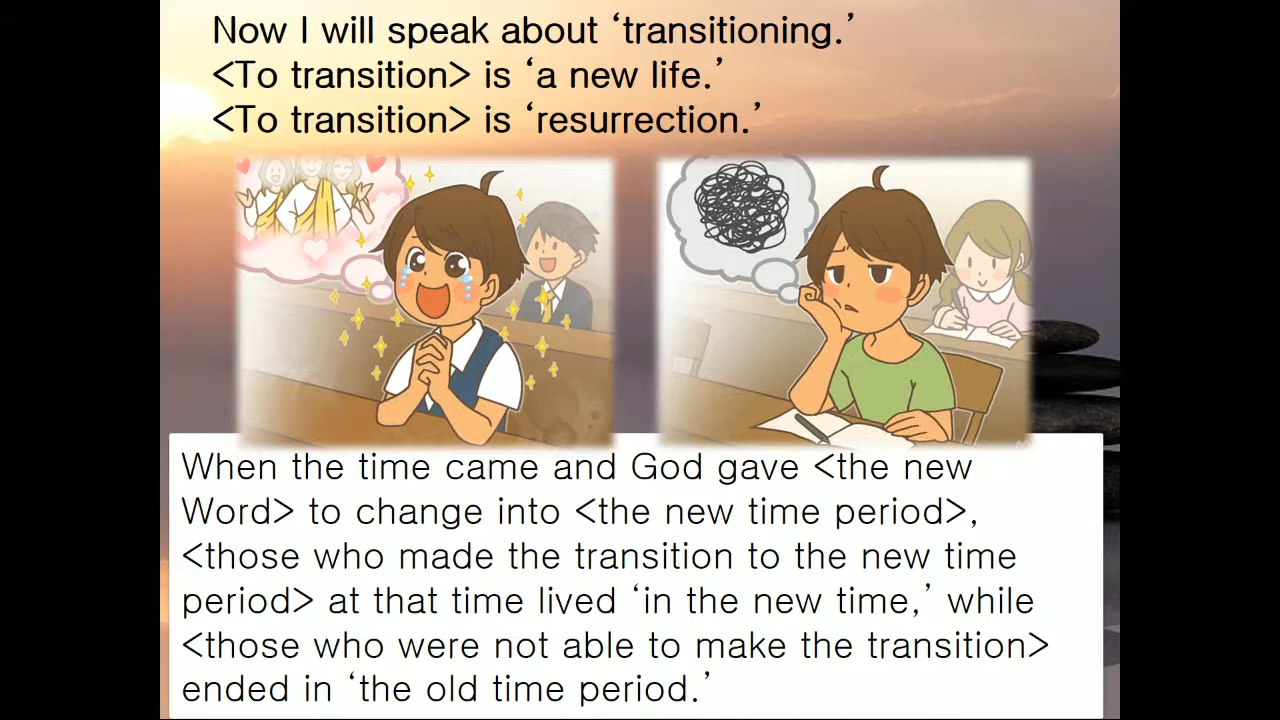 Now I will speak about ‘transitioning.’
<To transition> is ‘a new life.’
<To transition> is ‘resurrection.’
When the time came and God gave <the new
Word> to change into <the new time period>,
<those who made the transition to the new time
period> at that time lived ‘in the new time,’ while
<those who were not able to make the transition>
ended in ‘the old time period.’